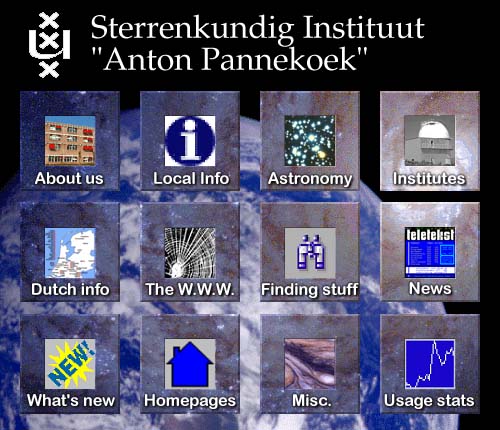 Sterrenkundig Instituut
"Anton Pannekoek"
About us
Local Info
Astronomy
Institutes
teletekst
Dutch info
The W.W.W.
Finding stuff
News
NEW!
What's new
Homepages
Misc.
Usage stats